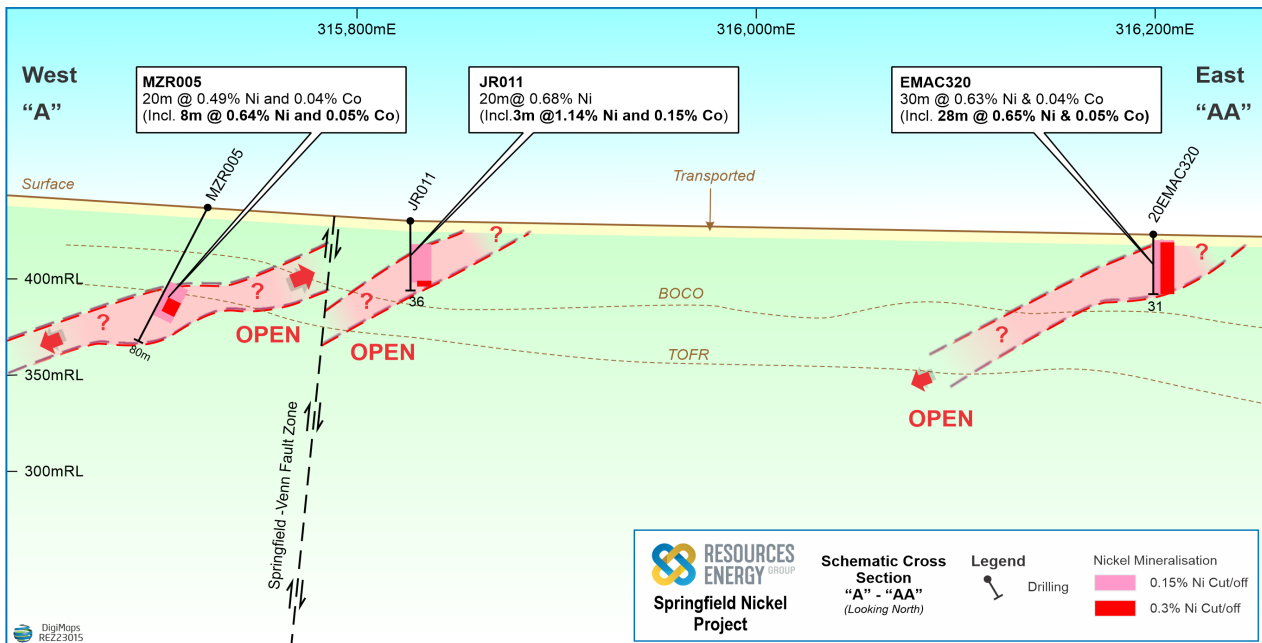 315,800mE
316,000mE
316,200mE
West
“A”
East
“AA”
MZR005
20m @ 0.49% Ni and 0.04% Co
(Incl. 8m @ 0.64% Ni and 0.05% Co)
JR011
20m@ 0.68% Ni
(Incl.3m @1.14% Ni and 0.15% Co)
EMAC320
30m @ 0.63% Ni & 0.04% Co
(Incl. 28m @ 0.65% Ni & 0.05% Co)
Surface
MZR005
JR011
Transported
20EMAC320
?
?
?
?
?
?
?
400mRL
350mRL
300mRL
80m
36
31
BOCO
TOFR
OPEN
OPEN
OPEN
Springfield -Venn Fault Zone
RESOURCES
ENERGY GROUP
Springfield Nickel
Project
Schematic Cross
Section
“A” - “AA”
(Looking North)
Legend
Drilling
Nickel Mineralisation
0.15% Ni Cut/off
0.3% Ni Cut/off
DigiMaps
REZ23015